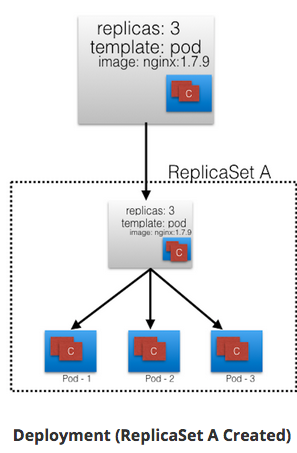 replicas: 3
template: pod
image: nginx:1.7.9
C
ReplicaSet A
replicas: 3
template: pod
image: nginx:1.7.9
C
C
C
C
Pod - 1
Pod - 2
Pod - 3
Deployment (ReplicaSet A Created)